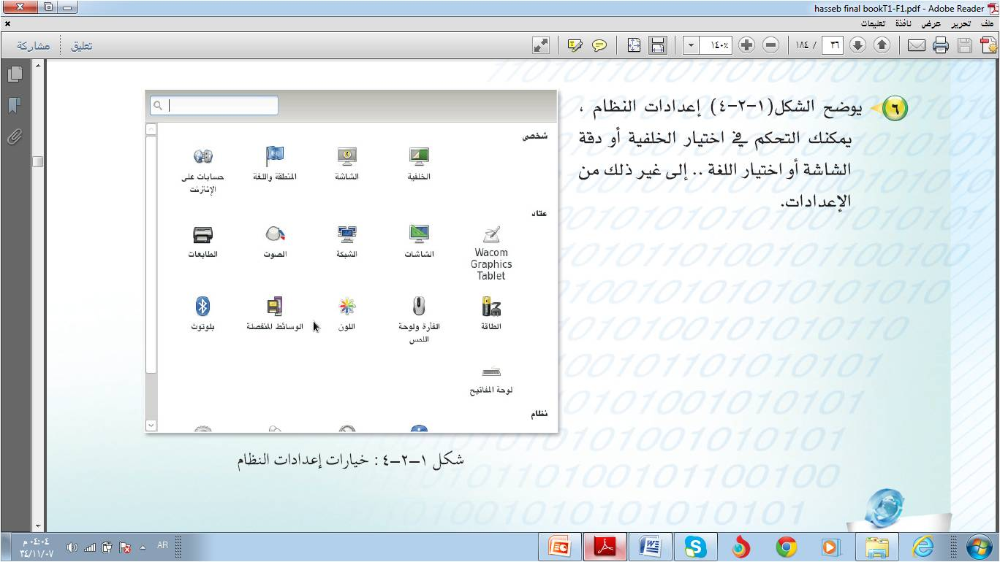 hasseb final bookT1-F1.pdf - Adobe Reader
ملف تحرير عرض نافذة تعليمات
٣٦ / ١٨٤ ١٤٠٪ تعليق مشاركة
٦ يوضح الشكل(١-٢-٤) إعدادات النظام ،
يمكنك التحكم في اختيار الخلفية أو دقة
الشاشة أو اختيار اللغة .. إلى غير ذلك من
الإعدادات.
شخصي
الخلفية الشاشة المنطقة واللغة حسابات على
الإنترنت
عتاد
Wacom
Graphics
Tablet
الشاشات الشبكة الصوت الطابعات
الطاقة الفأرة ولوحة
اللمس
اللون الوسائط المنفصلة بلوتوث
لوحة المفاتيح
نظام
شكل ١-٢-٤ : خيارات إعدادات النظام
AR
٠٤:٠٤ م
٣٤/١١/٠٧